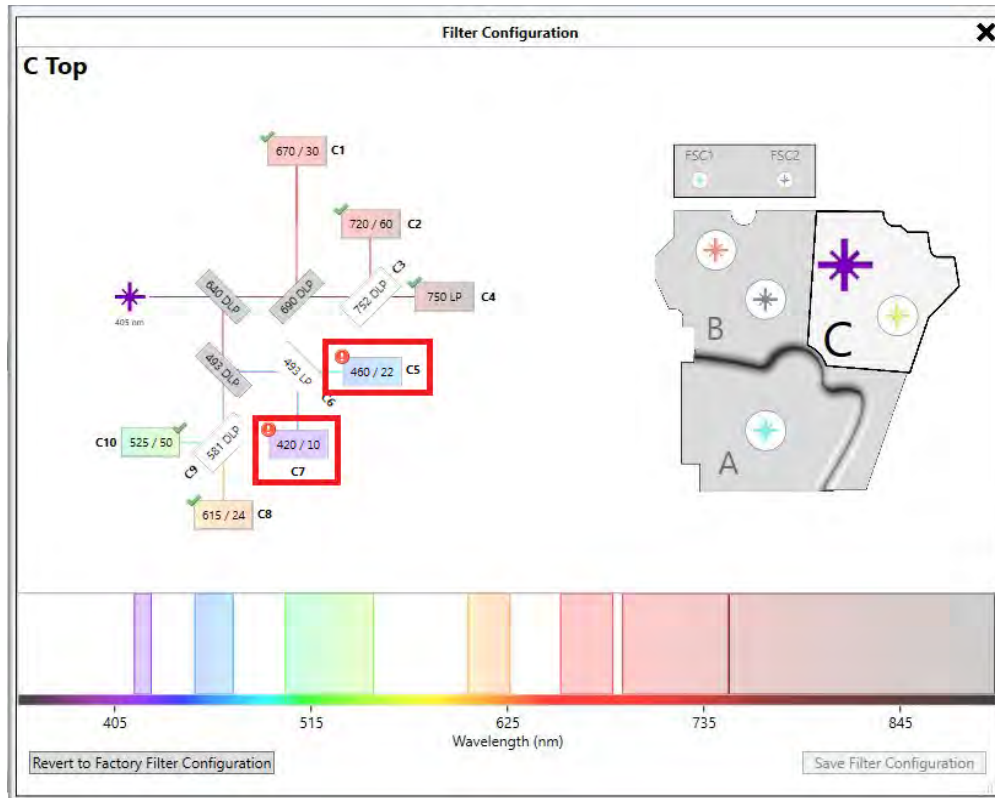 Filter Configuration
C Top
670 / 30 C1
720 / 60 C2
C3
640 DLP
690 DLP
752 DLP
750 LP C4
405 nm
493 DLP
493 LP
460 / 22 C5
C6
C10 525 / 50
581 DLP
C9
420 / 10
C7
615 / 24 C8
FSC1 FSC2
B
C
A
405 515 625 735 845
Wavelength (nm)
Revert to Factory Filter Configuration Save Filter Configuration